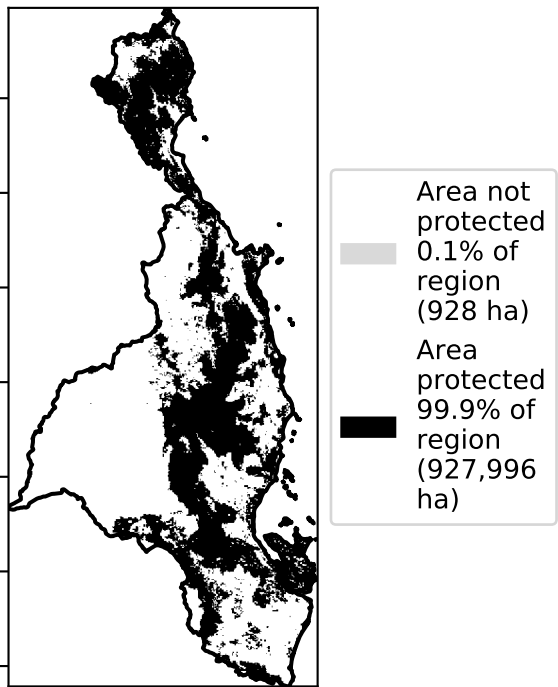 Area not
protected
0.1% of
region
(928 ha)
Area
protected
99.9% of
region
(927,996
ha)